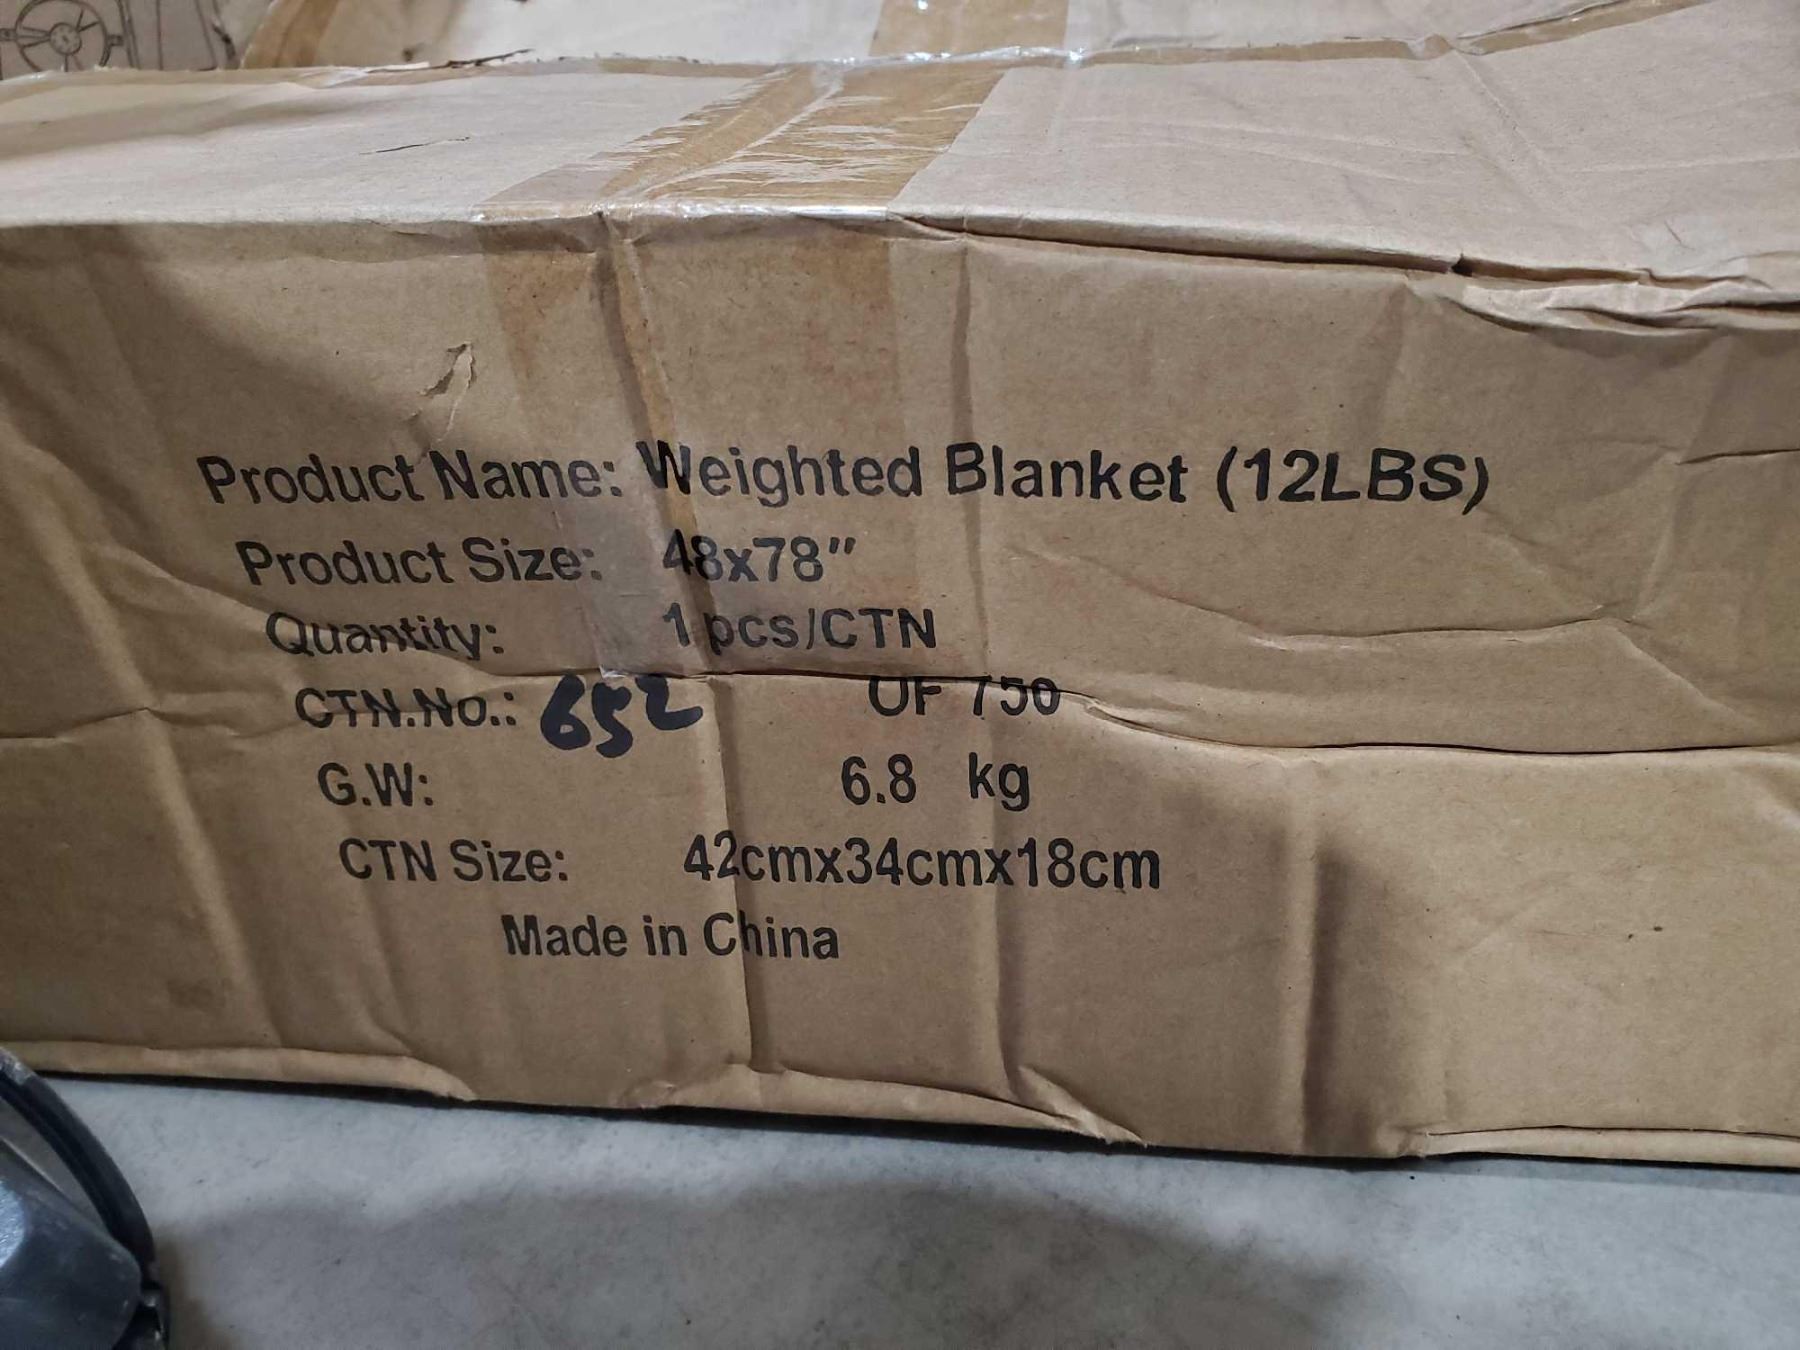 Product Name: Weighted Blanket (12LBS)
Product Size: 48x78"
Quantity: 1 pcs/CTN
CTN.No.: 652 OF 750
G.W: 6.8 kg
CTN Size: 42cmx34cmx18cm
Made in China